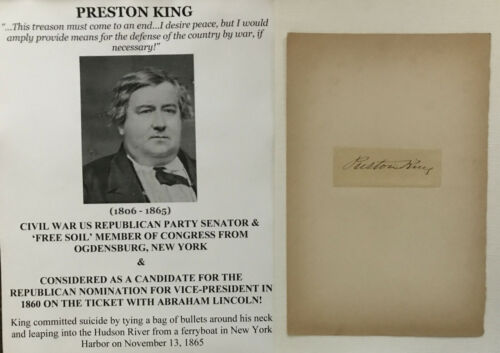 PRESTON KING
"...This treason must come to an end...I desire peace, but I would
amply provide means for the defense of the country by war, if
necessary!"
(1806 - 1865)
CIVIL WAR US REPUBLICAN PARTY SENATOR &
'FREE SOIL' MEMBER OF CONGRESS FROM
OGDENSBURG, NEW YORK
&
CONSIDERED AS A CANDIDATE FOR THE
REPUBLICAN NOMINATION FOR VICE-PRESIDENT IN
1860 ON THE TICKET WITH ABRAHAM LINCOLN!
King committed suicide by tying a bag of bullets around his neck
and leaping into the Hudson River from a ferryboat in New York
Harbor on November 13, 1865
Preston King